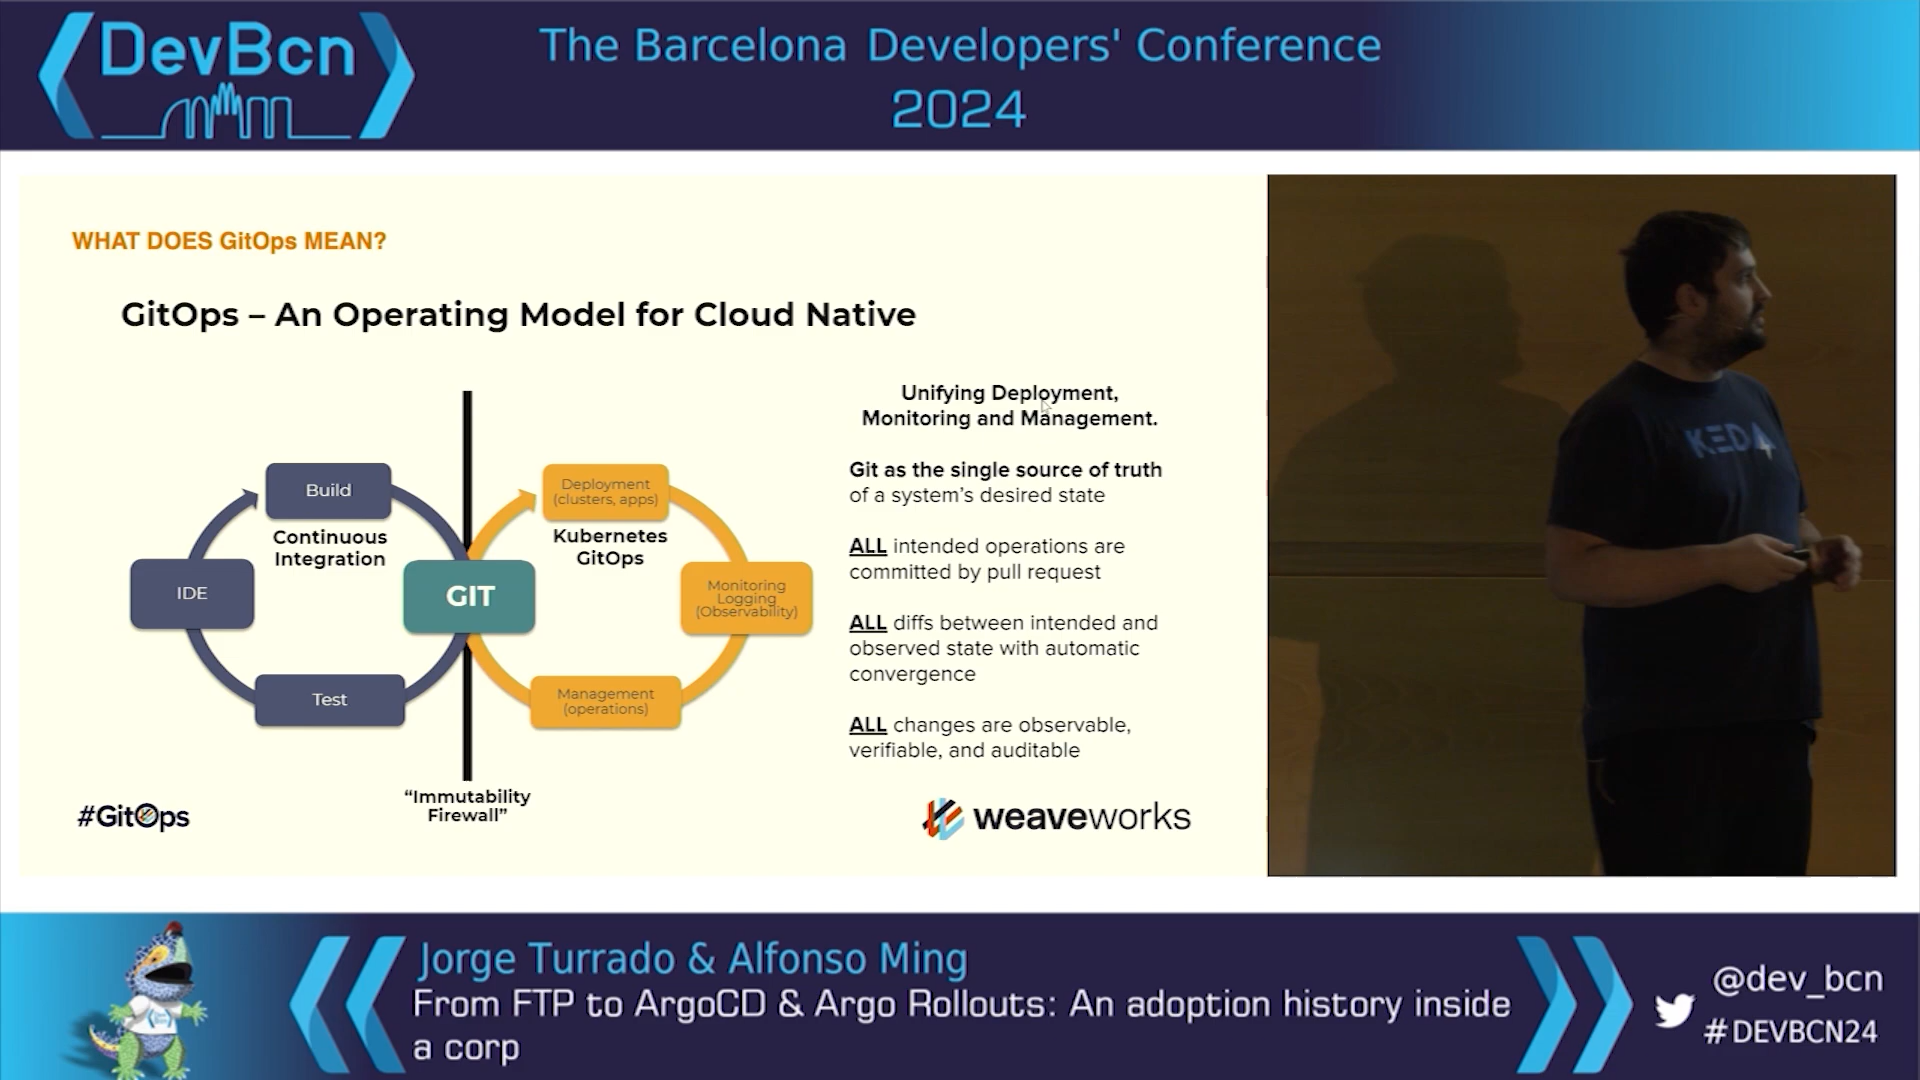 DevBcn
The Barcelona Developers' Conference
2024
WHAT DOES GitOps MEAN?
GitOps – An Operating Model for Cloud Native
Build
Continuous
Integration
IDE
GIT
Test
Deployment
(clusters, apps)
Kubernetes
GitOps
Monitoring
Logging
(Observability)
Management
(operations)
“Immutability
Firewall”
#GitOps
Unifying Deployment,
Monitoring and Management.
Git as the single source of truth
of a system’s desired state
ALL intended operations are
committed by pull request
ALL diffs between intended and
observed state with automatic
convergence
ALL changes are observable,
verifiable, and auditable
weaveworks
KEDA
Jorge Turrado & Alfonso Ming
From FTP to ArgoCD & Argo Rollouts: An adoption history inside
a corp
@dev_bcn
#DEVBCN24